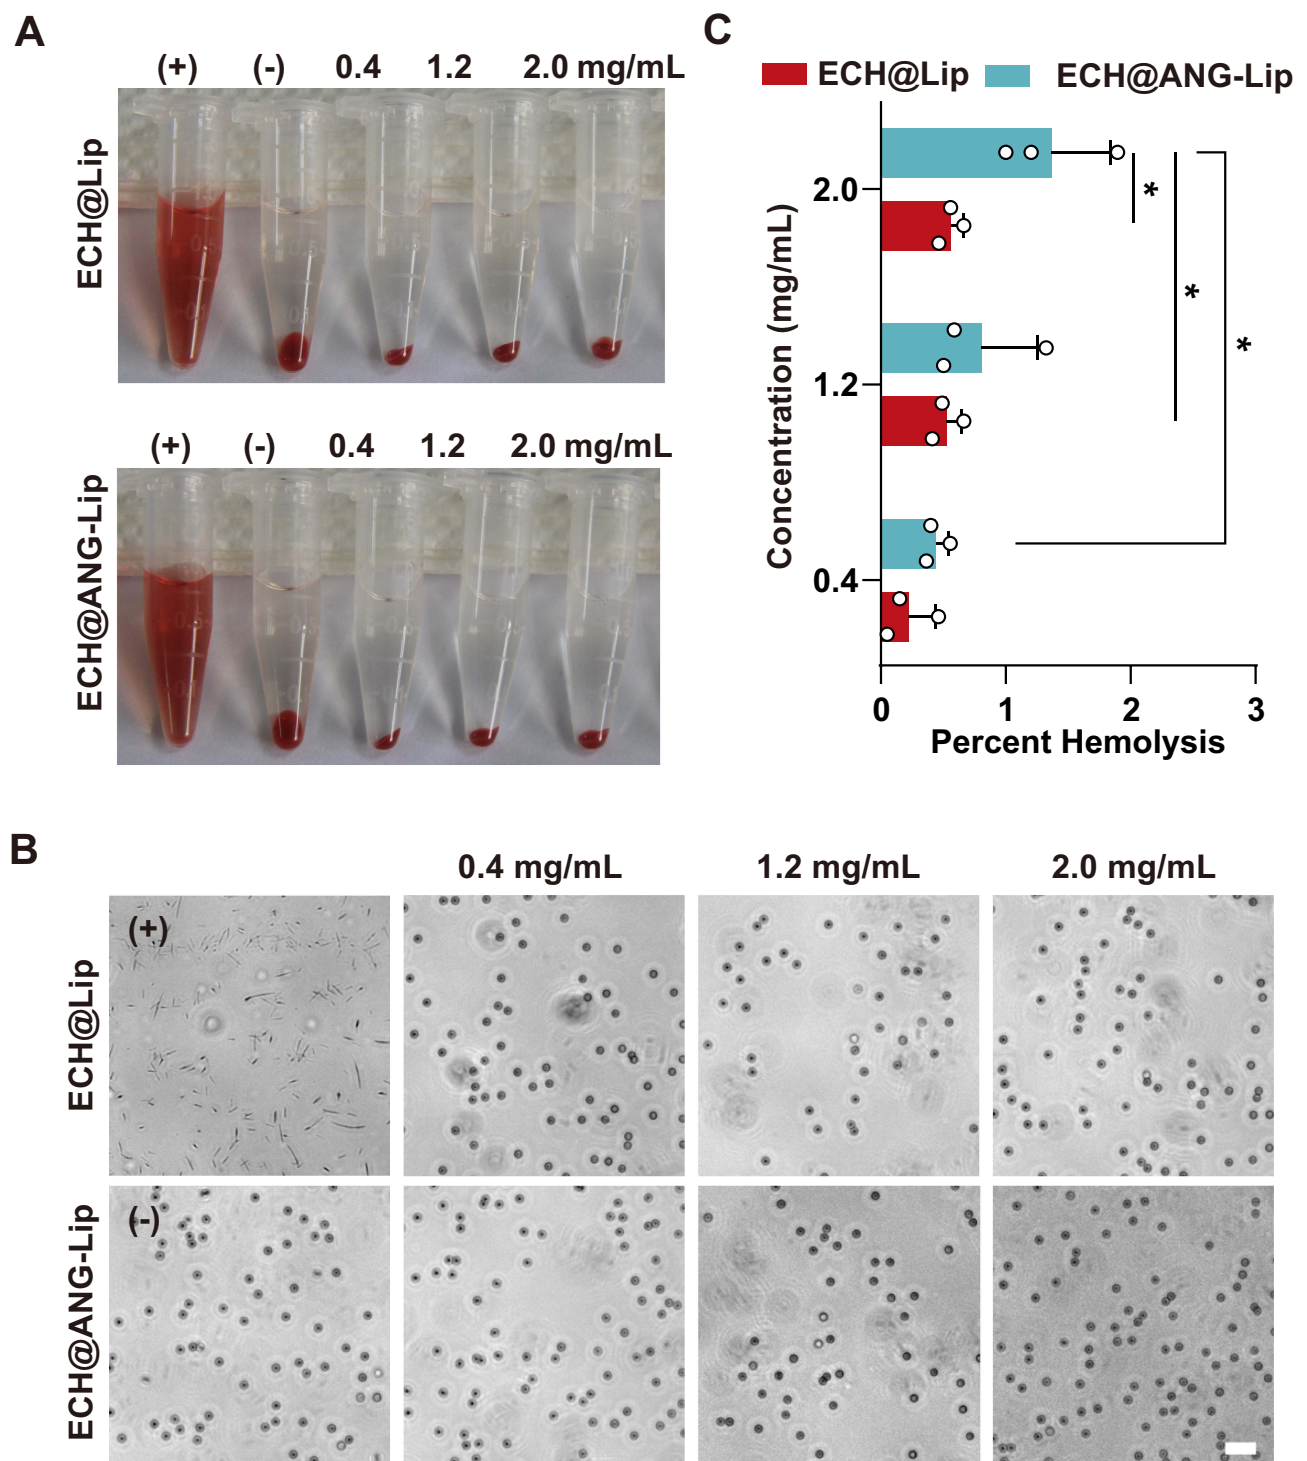 A
(+) (-) 0.4 1.2 2.0 mg/mL
ECH@Lip
(+) (-) 0.4 1.2 2.0 mg/mL
ECH@ANG-Lip
C
ECH@Lip ECH@ANG-Lip
Concentration (mg/mL)
2.0
1.2
0.4
*
*
*
0 1 2 3
Percent Hemolysis
B
0.4 mg/mL 1.2 mg/mL 2.0 mg/mL
ECH@Lip
(+)
ECH@ANG-Lip
(-)